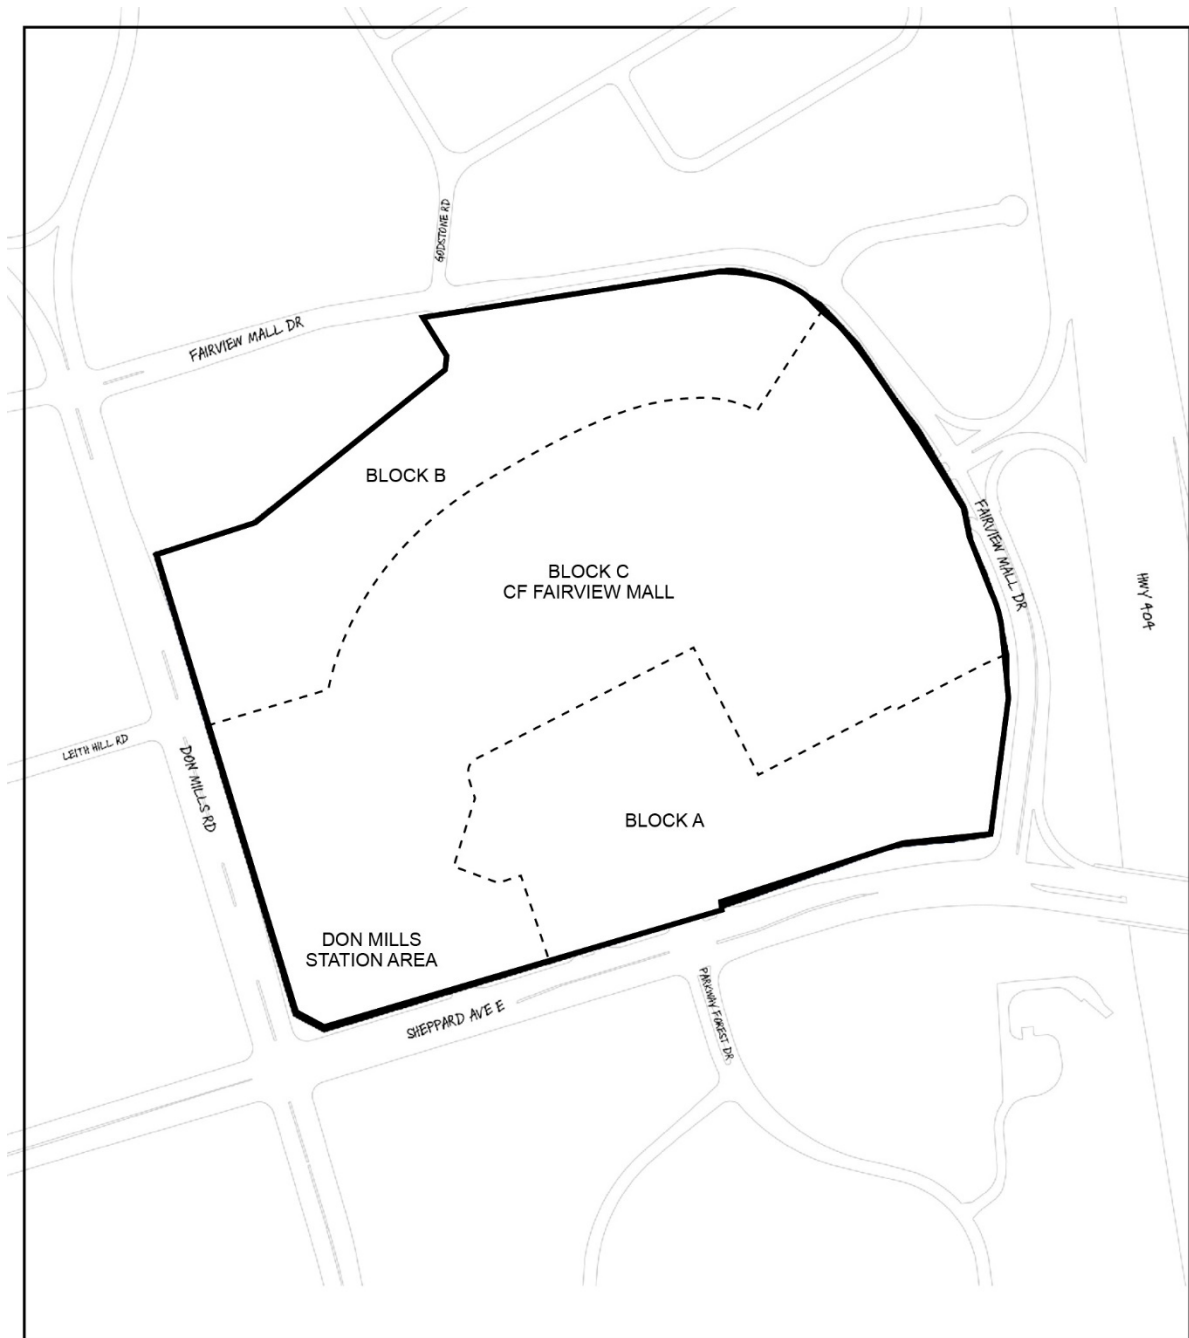 GODSTONE RD
FAIRVIEW MALL DR
BLOCK B
FAIRVIEW MALL DR
BLOCK C
CF FAIRVIEW MALL
HWY 404
LEITH HILL RD
DON MILLS RD
BLOCK A
DON MILLS
STATION AREA
SHEPPARD AVE E
PARKWAY FOREST DR